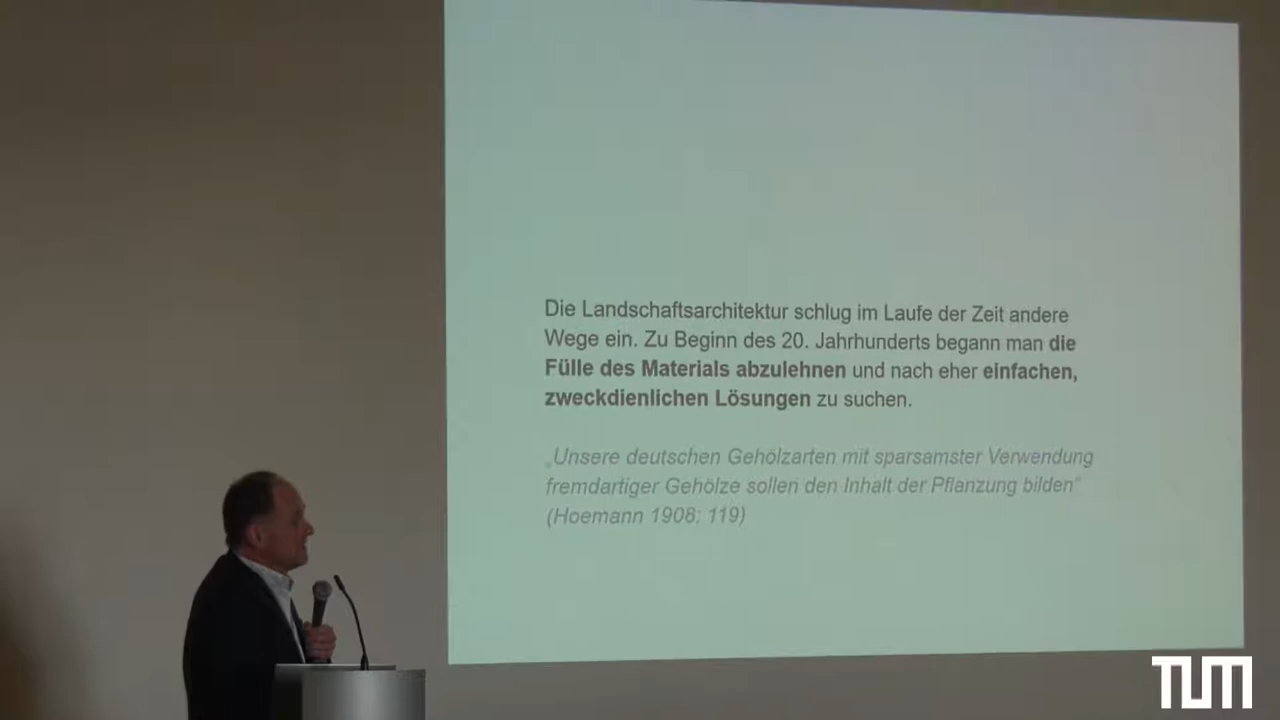 Die Landschaftsarchitektur schlug im Laufe der Zeit andere
Wege ein. Zu Beginn des 20. Jahrhunderts begann man die
Fülle des Materials abzulehnen und nach eher einfachen,
zweckdienlichen Lösungen zu suchen.
„Unsere deutschen Gehölzarten mit sparsamster Verwendung
fremdartiger Gehölze sollen den Inhalt der Pflanzung bilden“
(Hoemann 1908: 119)
TUM